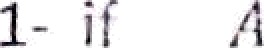 1- if A